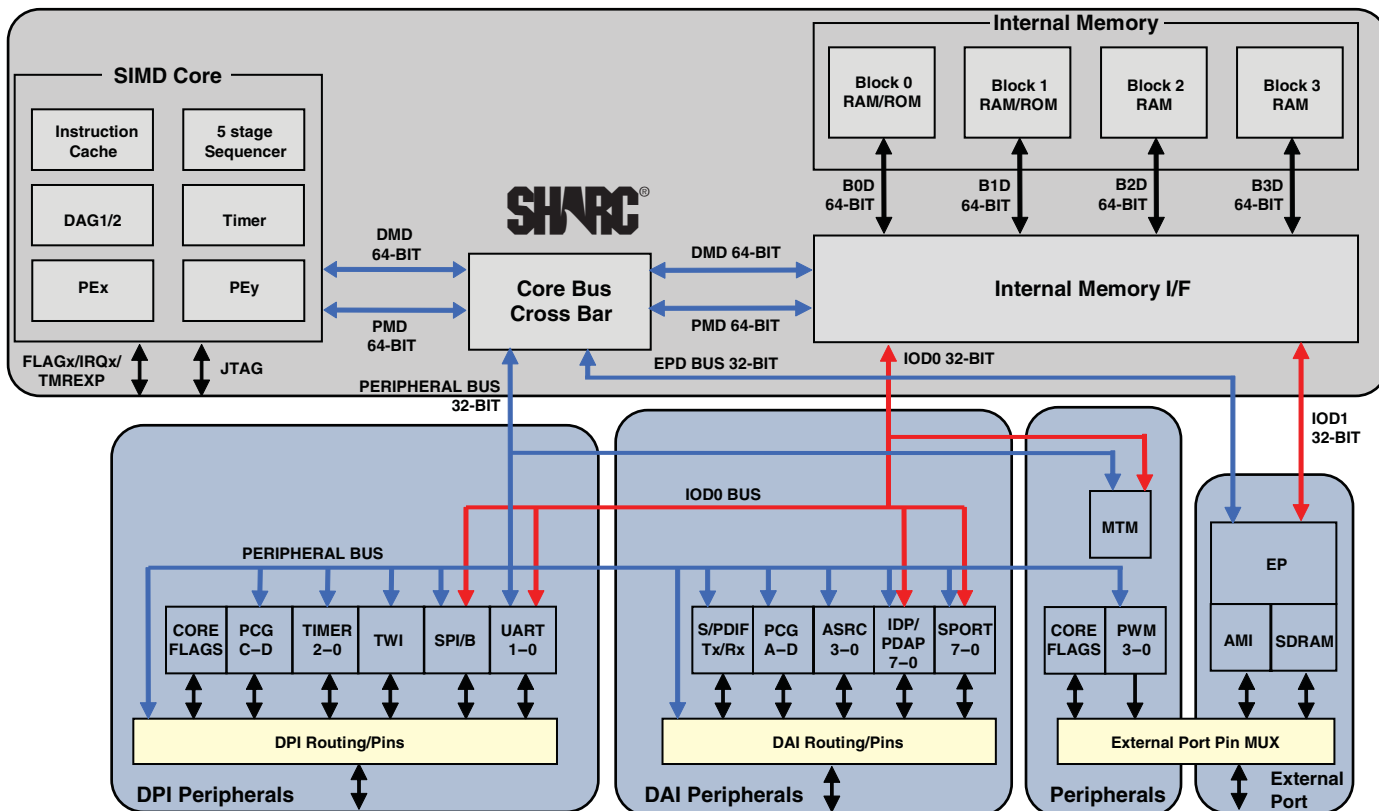 Internal Memory
SIMD Core
Block 0
RAM/ROM
Block 1
RAM/ROM
Block 2
RAM
Block 3
RAM
Instruction
Cache
5 stage
Sequencer
DAG1/2
Timer
PEx
PEy
SHARC®
B0D
64-BIT
B1D
64-BIT
B2D
64-BIT
B3D
64-BIT
DMD
64-BIT
PMD
64-BIT
Core Bus
Cross Bar
DMD 64-BIT
PMD 64-BIT
Internal Memory I/F
FLAGx/IRQx/
TMREXP
JTAG
PERIPHERAL BUS
32-BIT
EPD BUS 32-BIT
IOD0 32-BIT
IOD1
32-BIT
IOD0 BUS
PERIPHERAL BUS
MTM
EP
AMI
SDRAM
CORE
FLAGS
PCG
C–D
TIMER
2–0
TWI
SPI/B
UART
1–0
S/PDIF
Tx/Rx
PCG
A–D
ASRC
3–0
IDP/
PDAP
7–0
SPORT
7–0
CORE
FLAGS
PWM
3–0
DPI Routing/Pins
DAI Routing/Pins
External Port Pin MUX
DPI Peripherals
DAI Peripherals
Peripherals
External
Port